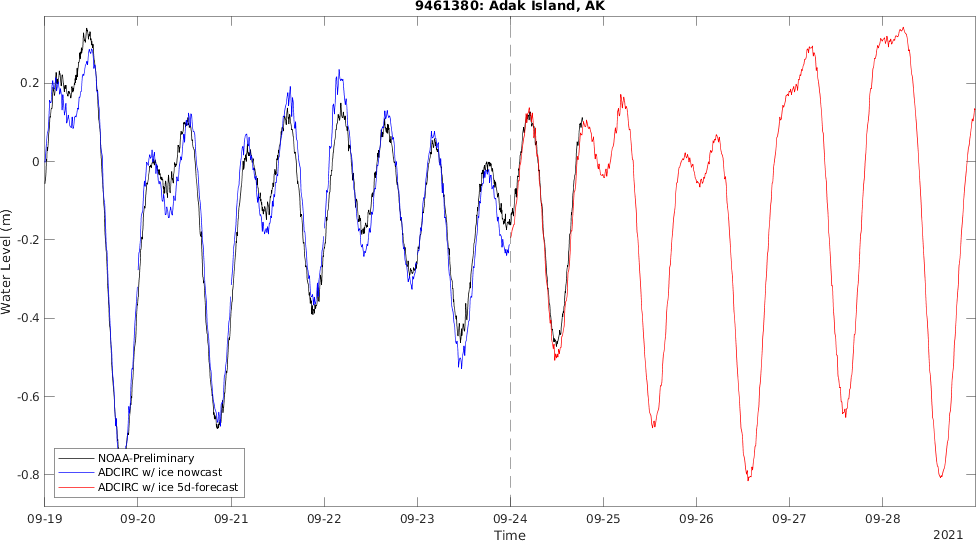 9461380: Adak Island, AK
Water Level (m)
0.2
0
-0.2
-0.4
-0.6
-0.8
NOAA-Preliminary
ADCIRC w/ ice nowcast
ADCIRC w/ ice 5d-forecast
09-19 09-20 09-21 09-22 09-23 09-24 09-25 09-26 09-27 09-28
Time
2021